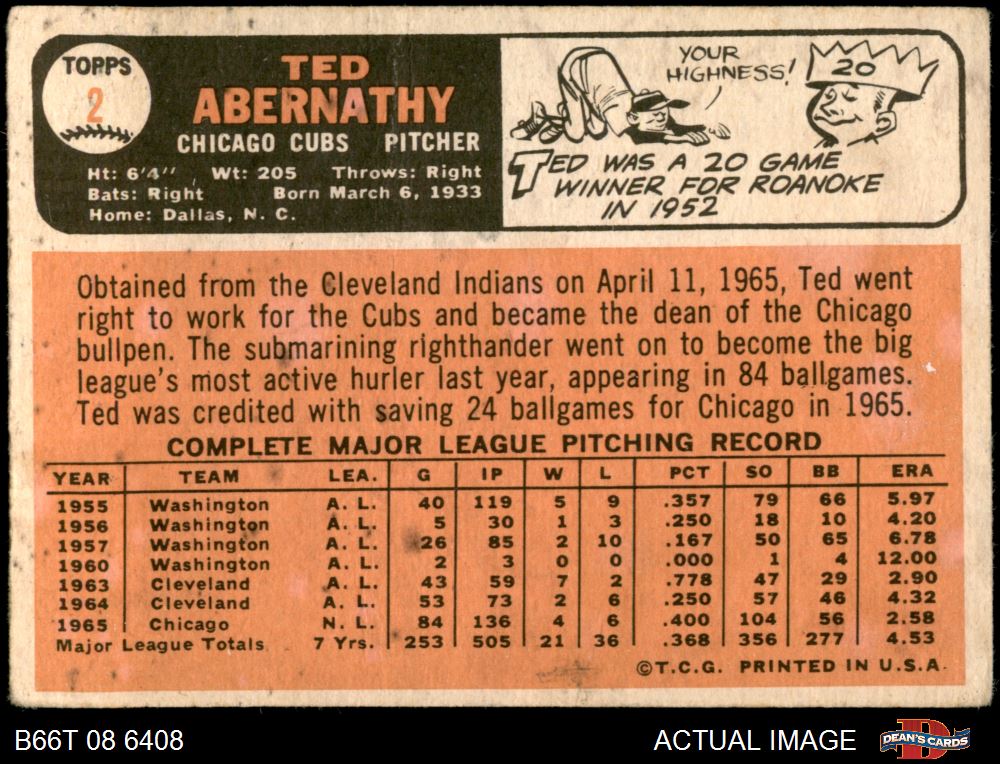 TOPPS
2
TED
ABERNATHY
CHICAGO CUBS PITCHER
Ht: 6'4" Wt: 205 Throws: Right
Bats: Right Born March 6, 1933
Home: Dallas, N. C.
YOUR
HIGHNESS!
20
TED WAS A 20 GAME
WINNER FOR ROANOKE
IN 1952
Obtained from the Cleveland Indians on April 11, 1965, Ted went
right to work for the Cubs and became the dean of the Chicago
bullpen. The submarining righthander went on to become the big
league's most active hurler last year, appearing in 84 ballgames.
Ted was credited with saving 24 ballgames for Chicago in 1965.
COMPLETE MAJOR LEAGUE PITCHING RECORD
YEAR TEAM LEA. G IP W L PCT SO BB ERA
1955 Washington A. L. 40 119 5 9 .357 79 66 5.97
1956 Washington A. L. 5 30 1 3 .250 18 10 4.20
1957 Washington A. L. 26 85 2 10 .167 50 65 6.78
1960 Washington A. L. 2 3 0 0 .000 1 4 12.00
1963 Cleveland A. L. 43 59 7 2 .778 47 29 2.90
1964 Cleveland A. L. 53 73 2 6 .250 57 46 4.32
1965 Chicago N. L. 84 136 4 6 .400 104 56 2.58
Major League Totals 7 Yrs. 253 505 21 36 .368 356 277 4.53
©T.C.G. PRINTED IN U.S.A.
B66T 08 6408
ACTUAL IMAGE
D
DEAN'S CARDS